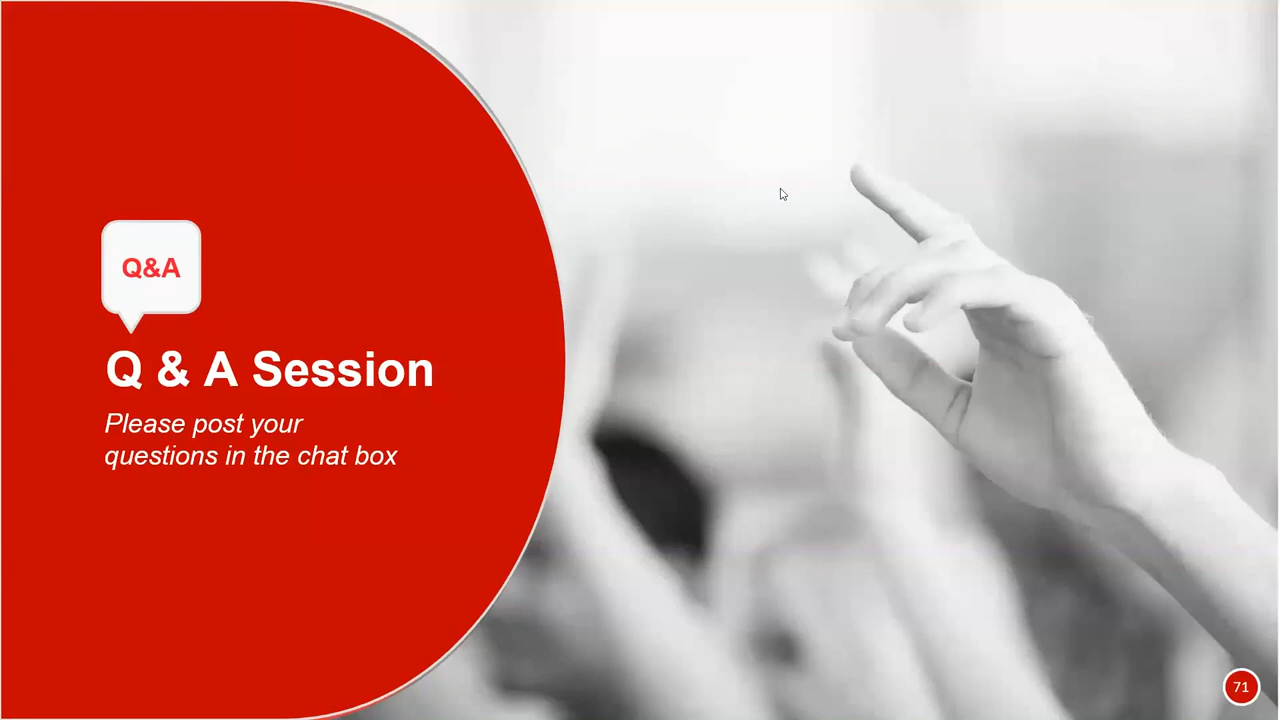 Q&A
Q & A Session
Please post your
questions in the chat box
71